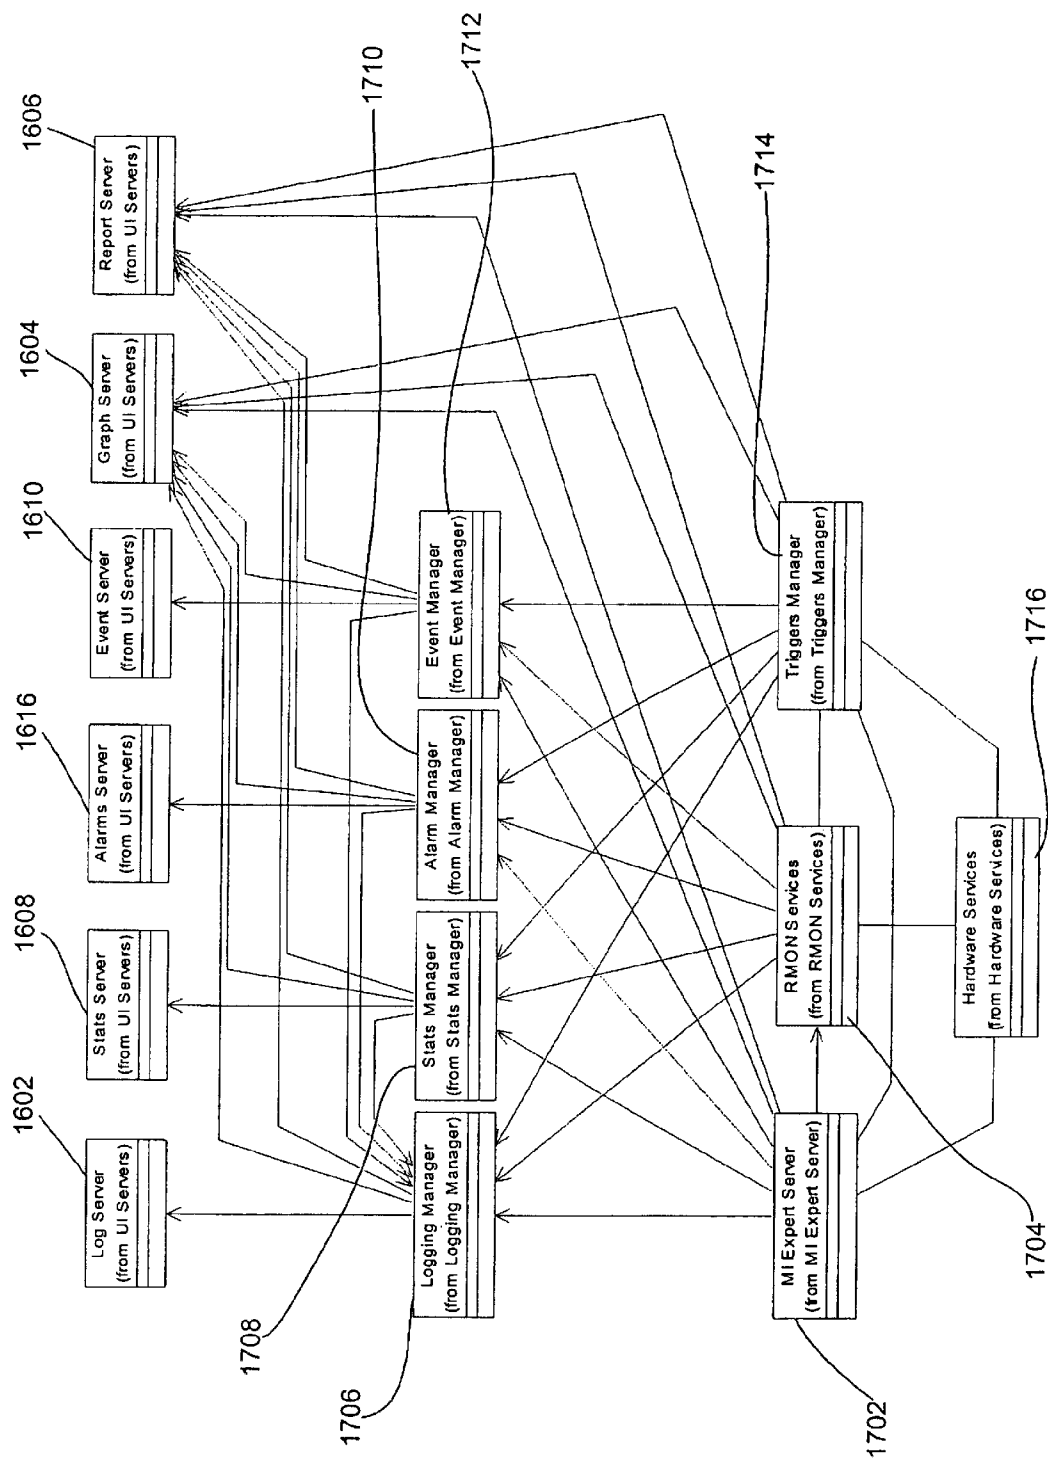 1602
1608
1616
1610
1604
1606
Log Server
(from UI Servers)
Stats Server
(from UI Servers)
Alarms Server
(from UI Servers)
Event Server
(from UI Servers)
Graph Server
(from UI Servers)
Report Server
(from UI Servers)
1706
1708
1710
1712
Logging Manager
(from Logging Manager)
Stats Manager
(from Stats Manager)
Alarm Manager
(from Alarm Manager)
Event Manager
(from Event Manager)
1714
MI Expert Server
(from MI Expert Server)
RMON Services
(from RMON Services)
Triggers Manager
(from Triggers Manager)
1702
1704
Hardware Services
(from Hardware Services)
1716